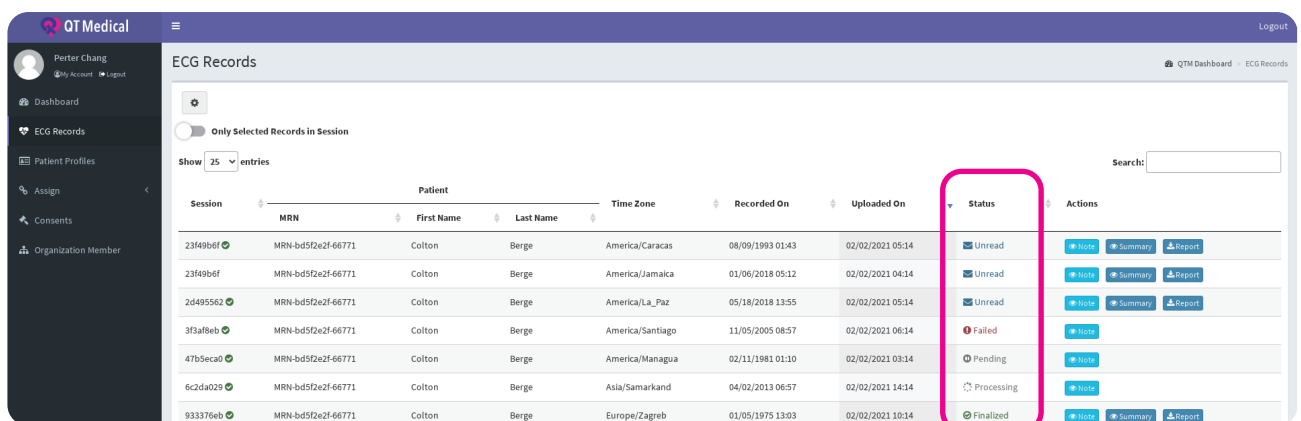 QT Medical
Logout
Perter Chang
My Account Logout
ECG Records
QTM Dashboard > ECG Records
Dashboard
ECG Records
Patient Profiles
Assign
Consents
Organization Member
Only Selected Records in Session
Show 25 entries
Search:
Patient
Session Time Zone Recorded On Uploaded On Status Actions
MRN First Name Last Name
23f49b6f MRN-bd5f2e2f-66771 Colton Berge America/Caracas 08/09/1993 01:43 02/02/2021 05:14 Unread Note Summary Report
23f49b6f MRN-bd5f2e2f-66771 Colton Berge America/Jamaica 01/06/2018 05:12 02/02/2021 04:14 Unread Note Summary Report
2d495562 MRN-bd5f2e2f-66771 Colton Berge America/La_Paz 05/18/2018 13:55 02/02/2021 05:14 Unread Note Summary Report
3f3af8eb MRN-bd5f2e2f-66771 Colton Berge America/Santiago 11/05/2005 08:57 02/02/2021 06:14 Failed Note
47b5eca0 MRN-bd5f2e2f-66771 Colton Berge America/Managua 02/11/1981 01:10 02/02/2021 03:14 Pending Note
6c2da029 MRN-bd5f2e2f-66771 Colton Berge Asia/Samarkand 04/02/2013 06:57 02/02/2021 14:14 Processing Note
933376eb MRN-bd5f2e2f-66771 Colton Berge Europe/Zagreb 01/05/1975 13:03 02/02/2021 10:14 Finalized Note Summary Report